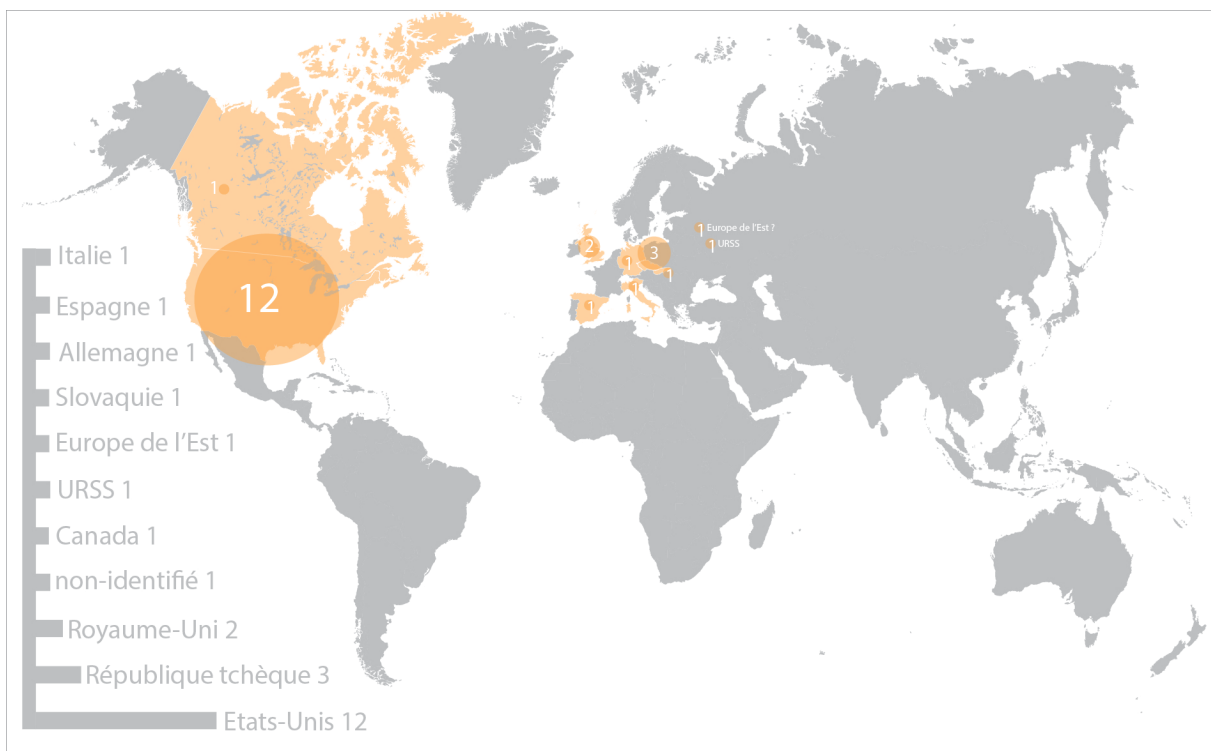 1
12
2
3
1 Europe de l'Est ?
1 URSS
1
1
1
1
Italie 1
Espagne 1
Allemagne 1
Slovaquie 1
Europe de l'Est 1
URSS 1
Canada 1
non-identifié 1
Royaume-Uni 2
République tchèque 3
Etats-Unis 12